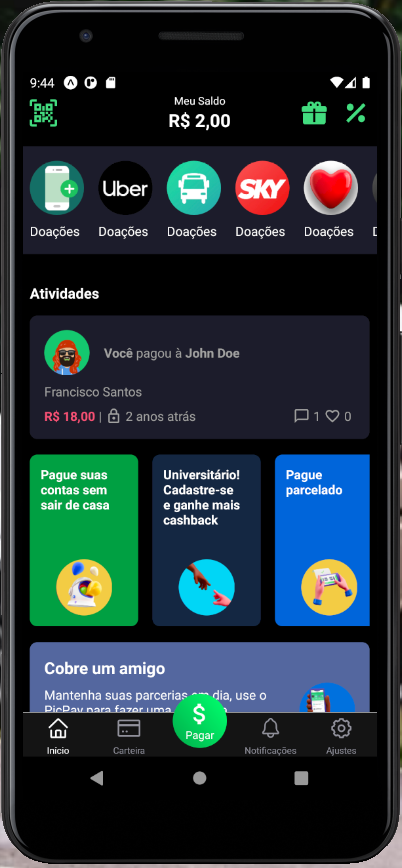 9:44
Meu Saldo
R$ 2,00
Uber
SKY
Doações Doações Doações Doações Doações
Atividades
Você pagou à John Doe
Francisco Santos
R$ 18,00 | 2 anos atrás 1 0
Pague suas
contas sem
sair de casa
Universitário!
Cadastre-se
e ganhe mais
cashback
Pague
parcelado
Cobre um amigo
Mantenha suas parcerias em dia, use o
PicPay para fazer uma
$
Pagar
Início
Carteira
Notificações
Ajustes